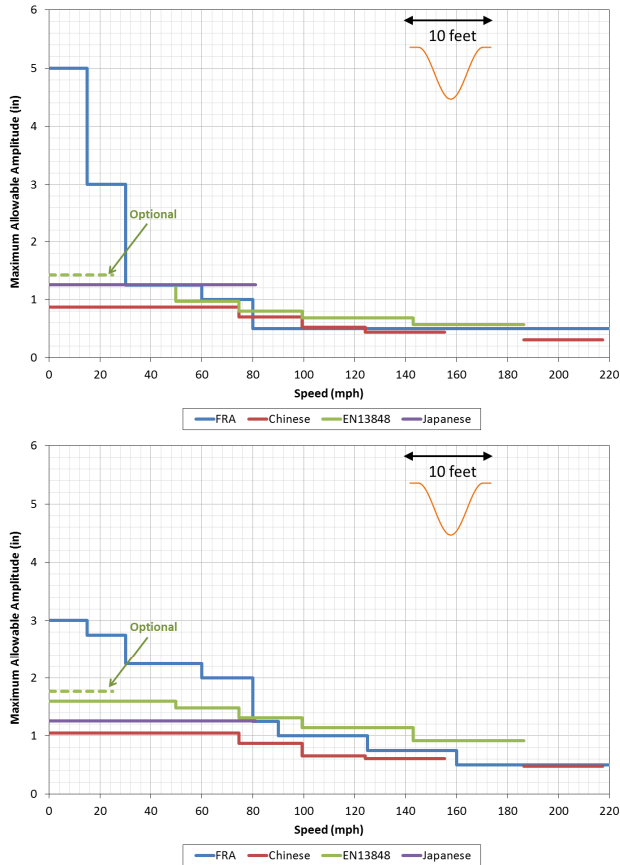 6
10 feet
5
4
3
Optional
2
1
0
Maximum Allowable Amplitude (in)
0 20 40 60 80 100 120 140 160 180 200 220
Speed (mph)
FRA Chinese EN13848 Japanese
6
10 feet
5
4
3
Optional
2
1
0
Maximum Allowable Amplitude (in)
0 20 40 60 80 100 120 140 160 180 200 220
Speed (mph)
FRA Chinese EN13848 Japanese